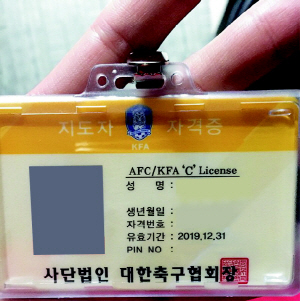 지도자 자격증
KFA
AFC/KFA 'C' License
성 명 :
생년월일 :
자격번호 :
유효기간 : 2019.12.31
PIN NO :
사단법인 대한축구협회장